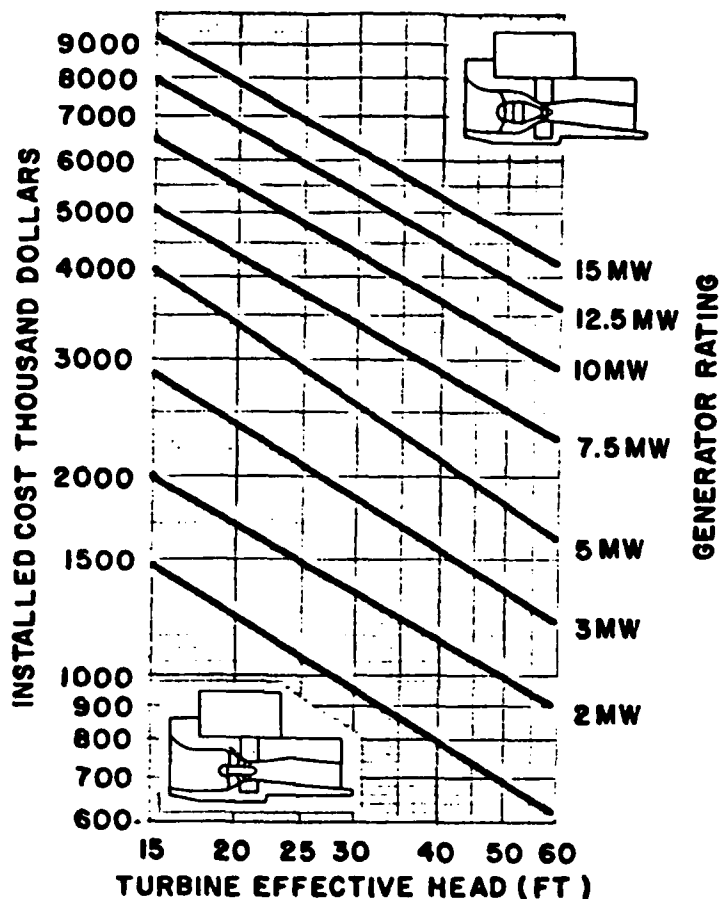 INSTALLED COST THOUSAND DOLLARS
9000
8000
7000
6000
5000
4000
3000
2000
1500
1000
900
800
700
600
15 MW
12.5 MW
10 MW
7.5 MW
5 MW
3 MW
2 MW
GENERATOR RATING
15 20 25 30 40 50 60
TURBINE EFFECTIVE HEAD (FT)